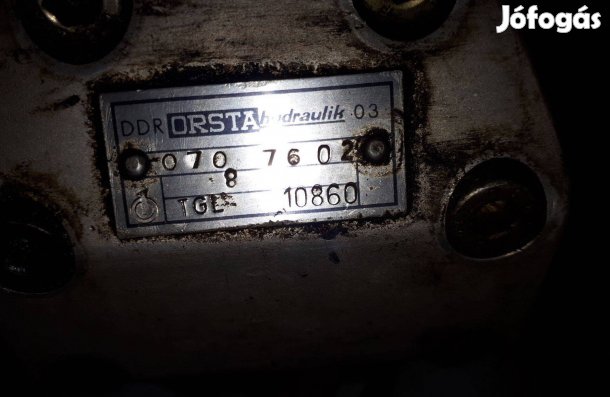 Jófogás
DDR ORSTA hydraulik 03
070 7602
8
TGL 10860